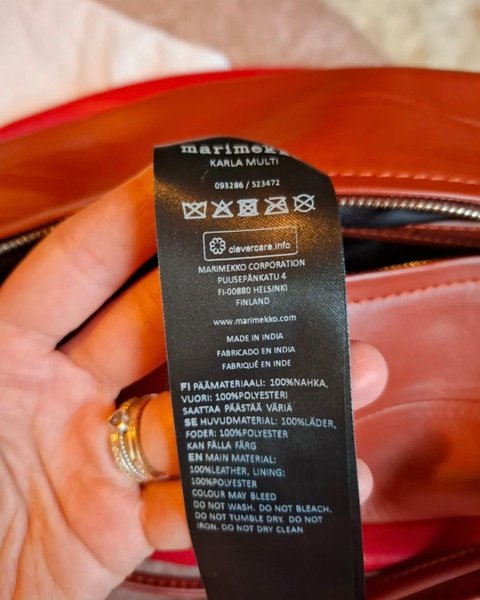 marimekko
KARLA MULTI
093286 / 523472
clevercare.info
MARIMEKKO CORPORATION
PUUSEPÄNKATU 4
FI-00880 HELSINKI
FINLAND
www.marimekko.com
MADE IN INDIA
FABRICADO EN INDIA
FABRIQUÉ EN INDE
FI PÄÄMATERIAALI: 100%NAHKA,
VUORI: 100%POLYESTERI
SAATTAA PÄÄSTÄÄ VÄRIÄ
SE HUVUDMATERIAL: 100%LÄDER,
FODER: 100%POLYESTER
KAN FÄLLA FÄRG
EN MAIN MATERIAL:
100%LEATHER, LINING:
100%POLYESTER
COLOUR MAY BLEED
DO NOT WASH. DO NOT BLEACH.
DO NOT TUMBLE DRY. DO NOT
IRON. DO NOT DRY CLEAN